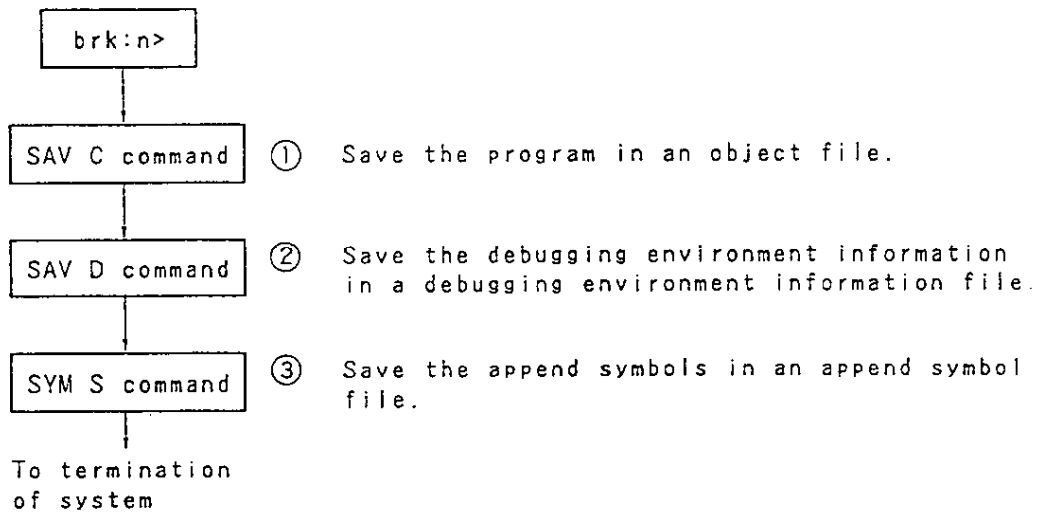 brk:n>
SAV C command ① Save the program in an object file.
SAV D command ② Save the debugging environment information
in a debugging environment information file.
SYM S command ③ Save the append symbols in an append symbol
file.
To termination
of system